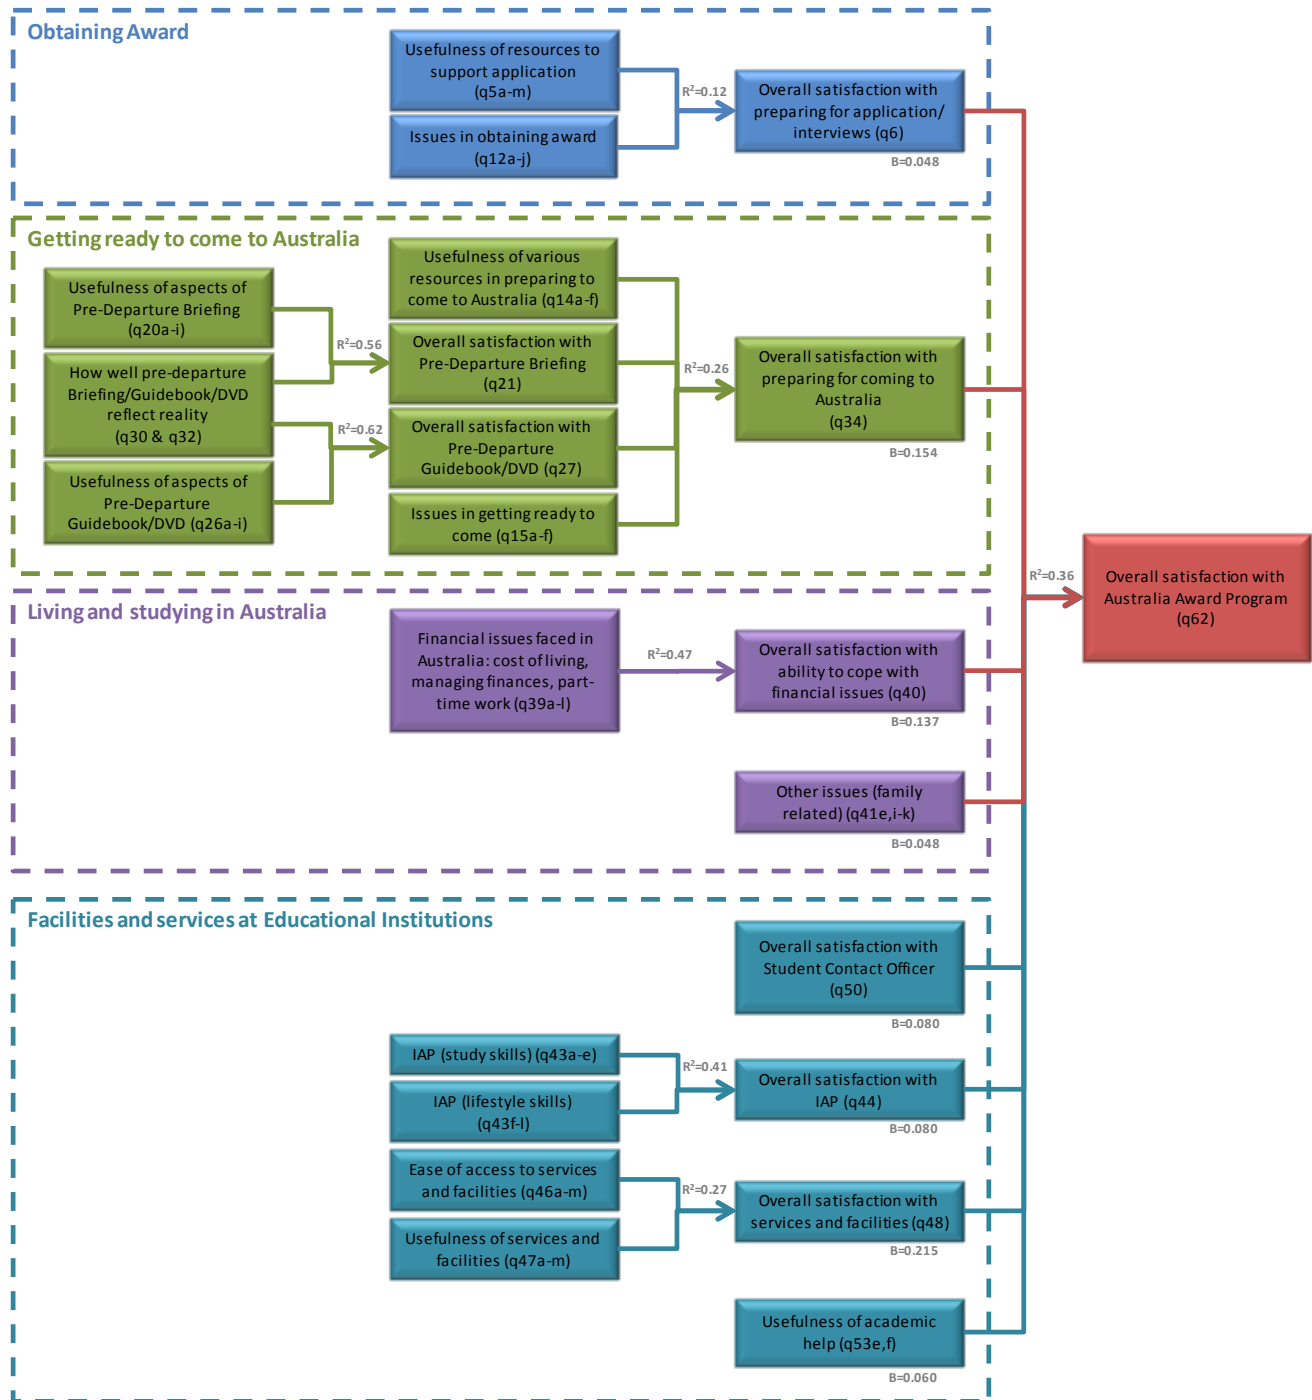 Obtaining Award
Usefulness of resources to
support application
(q5a-m)
Issues in obtaining award
(q12a-j)
R²=0.12
Overall satisfaction with
preparing for application/
interviews (q6)
B=0.048
Getting ready to come to Australia
Usefulness of aspects of
Pre-Departure Briefing
(q20a-i)
How well pre-departure
Briefing/Guidebook/DVD
reflect reality
(q30 & q32)
Usefulness of aspects of
Pre-Departure
Guidebook/DVD (q26a-i)
R²=0.56
R²=0.62
Usefulness of various
resources in preparing to
come to Australia (q14a-f)
Overall satisfaction with
Pre-Departure Briefing
(q21)
Overall satisfaction with
Pre-Departure
Guidebook/DVD (q27)
Issues in getting ready to
come (q15a-f)
R²=0.26
Overall satisfaction with
preparing for coming to
Australia
(q34)
B=0.154
Living and studying in Australia
Financial issues faced in
Australia: cost of living,
managing finances, part-
time work (q39a-l)
R²=0.47
Overall satisfaction with
ability to cope with
financial issues (q40)
B=0.137
Other issues (family
related) (q41e,i-k)
B=0.048
Facilities and services at Educational Institutions
Overall satisfaction with
Student Contact Officer
(q50)
B=0.080
IAP (study skills) (q43a-e)
IAP (lifestyle skills)
(q43f-l)
R²=0.41
Overall satisfaction with
IAP (q44)
B=0.080
Ease of access to services
and facilities (q46a-m)
Usefulness of services and
facilities (q47a-m)
R²=0.27
Overall satisfaction with
services and facilities (q48)
B=0.215
Usefulness of academic
help (q53e,f)
B=0.060
R²=0.36
Overall satisfaction with
Australia Award Program
(q62)